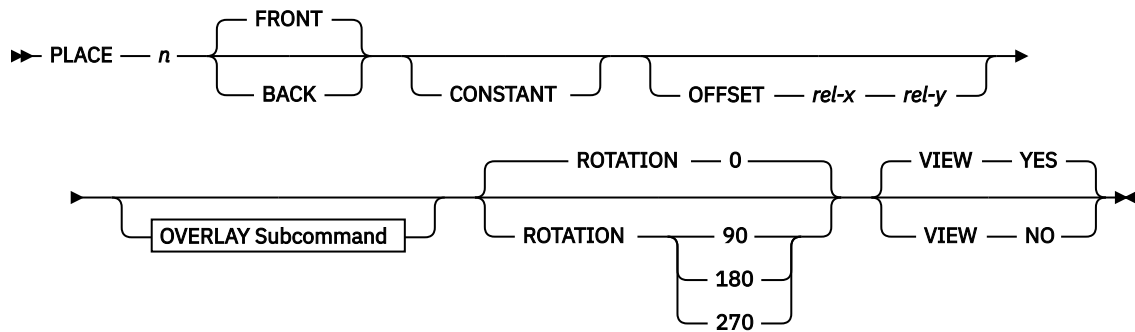 FRONT
PLACE n
BACK
CONSTANT
OFFSET rel-x rel-y
ROTATION 0
VIEW YES
OVERLAY Subcommand
ROTATION 90
VIEW NO
180
270